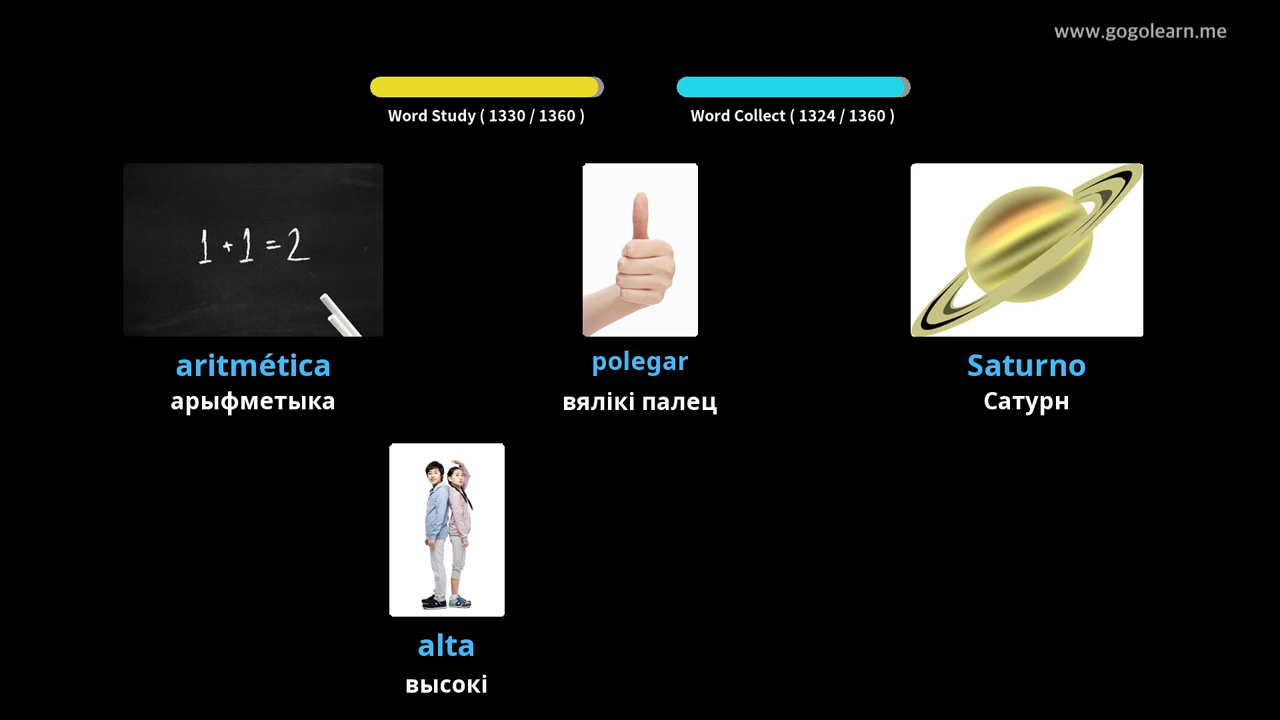 www.gogolearn.me
Word Study ( 1330 / 1360 )
Word Collect ( 1324 / 1360 )
1 + 1 = 2
aritmética
арыфметыка
polegar
вялікі палец
Saturno
Сатурн
alta
высокі